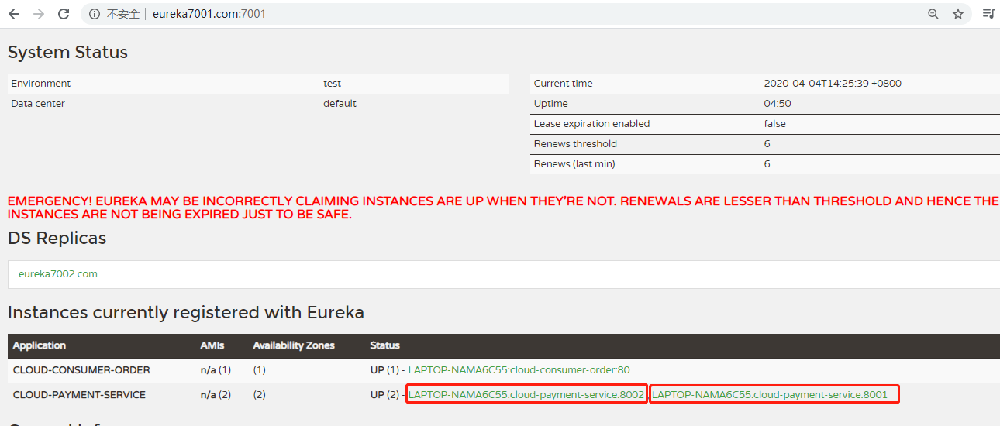 不安全 eureka7001.com:7001
System Status
Environment test
Data center default
Current time 2020-04-04T14:25:39 +0800
Uptime 04:50
Lease expiration enabled false
Renews threshold 6
Renews (last min) 6
EMERGENCY! EUREKA MAY BE INCORRECTLY CLAIMING INSTANCES ARE UP WHEN THEY'RE NOT. RENEWALS ARE LESSER THAN THRESHOLD AND HENCE THE
INSTANCES ARE NOT BEING EXPIRED JUST TO BE SAFE.
DS Replicas
eureka7002.com
Instances currently registered with Eureka
Application AMIs Availability Zones Status
CLOUD-CONSUMER-ORDER n/a (1) (1) UP (1) - LAPTOP-NAMA6C55:cloud-consumer-order:80
CLOUD-PAYMENT-SERVICE n/a (2) (2) UP (2) - LAPTOP-NAMA6C55:cloud-payment-service:8002 , LAPTOP-NAMA6C55:cloud-payment-service:8001